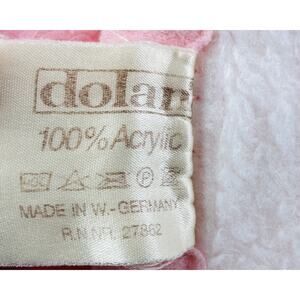 dolan
100% Acrylic
MADE IN W.-GERMANY
R.N.NR. 27862